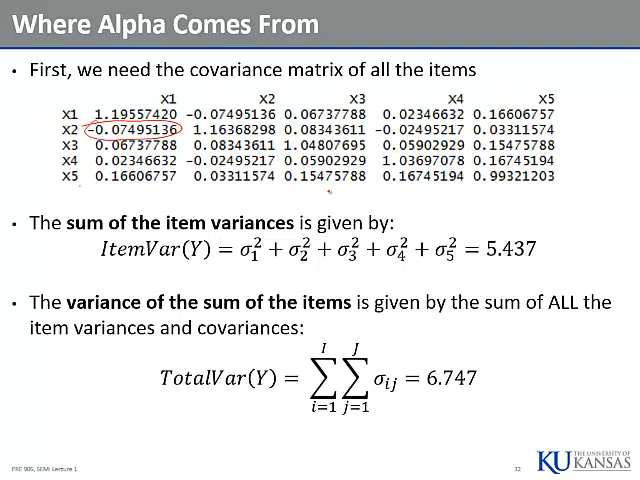 Where Alpha Comes From
• First, we need the covariance matrix of all the items
X1 X2 X3 X4 X5
X1 1.19557420 -0.07495136 0.06737788 0.02346632 0.16606757
X2 -0.07495136 1.16368298 0.08343611 -0.02495217 0.03311574
X3 0.06737788 0.08343611 1.04807695 0.05902929 0.15475788
X4 0.02346632 -0.02495217 0.05902929 1.03697078 0.16745194
X5 0.16606757 0.03311574 0.15475788 0.16745194 0.99321203
• The sum of the item variances is given by:
ItemVar(Y) = σ₁² + σ₂² + σ₃² + σ₄² + σ₅² = 5.437
• The variance of the sum of the items is given by the sum of ALL the
item variances and covariances:
TotalVar(Y) = ∑_{i=1}^{I} ∑_{j=1}^{J} σ_{ij} = 6.747
PRE 906, SEM: Lecture 1
32
KU THE UNIVERSITY OF
KANSAS